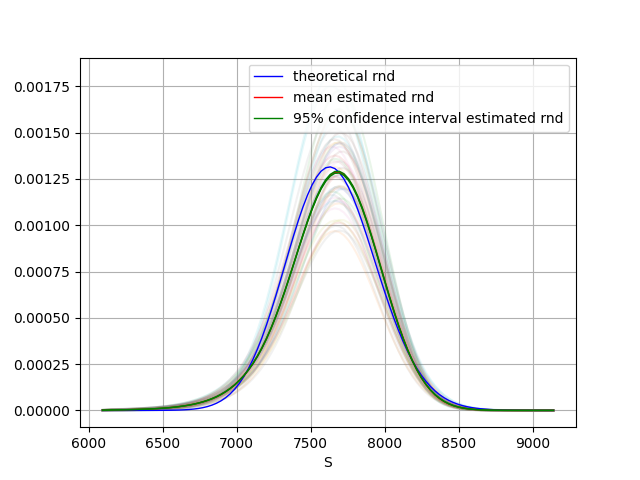 theoretical rnd
mean estimated rnd
95% confidence interval estimated rnd
0.00175
0.00150
0.00125
0.00100
0.00075
0.00050
0.00025
0.00000
6000 6500 7000 7500 8000 8500 9000
S